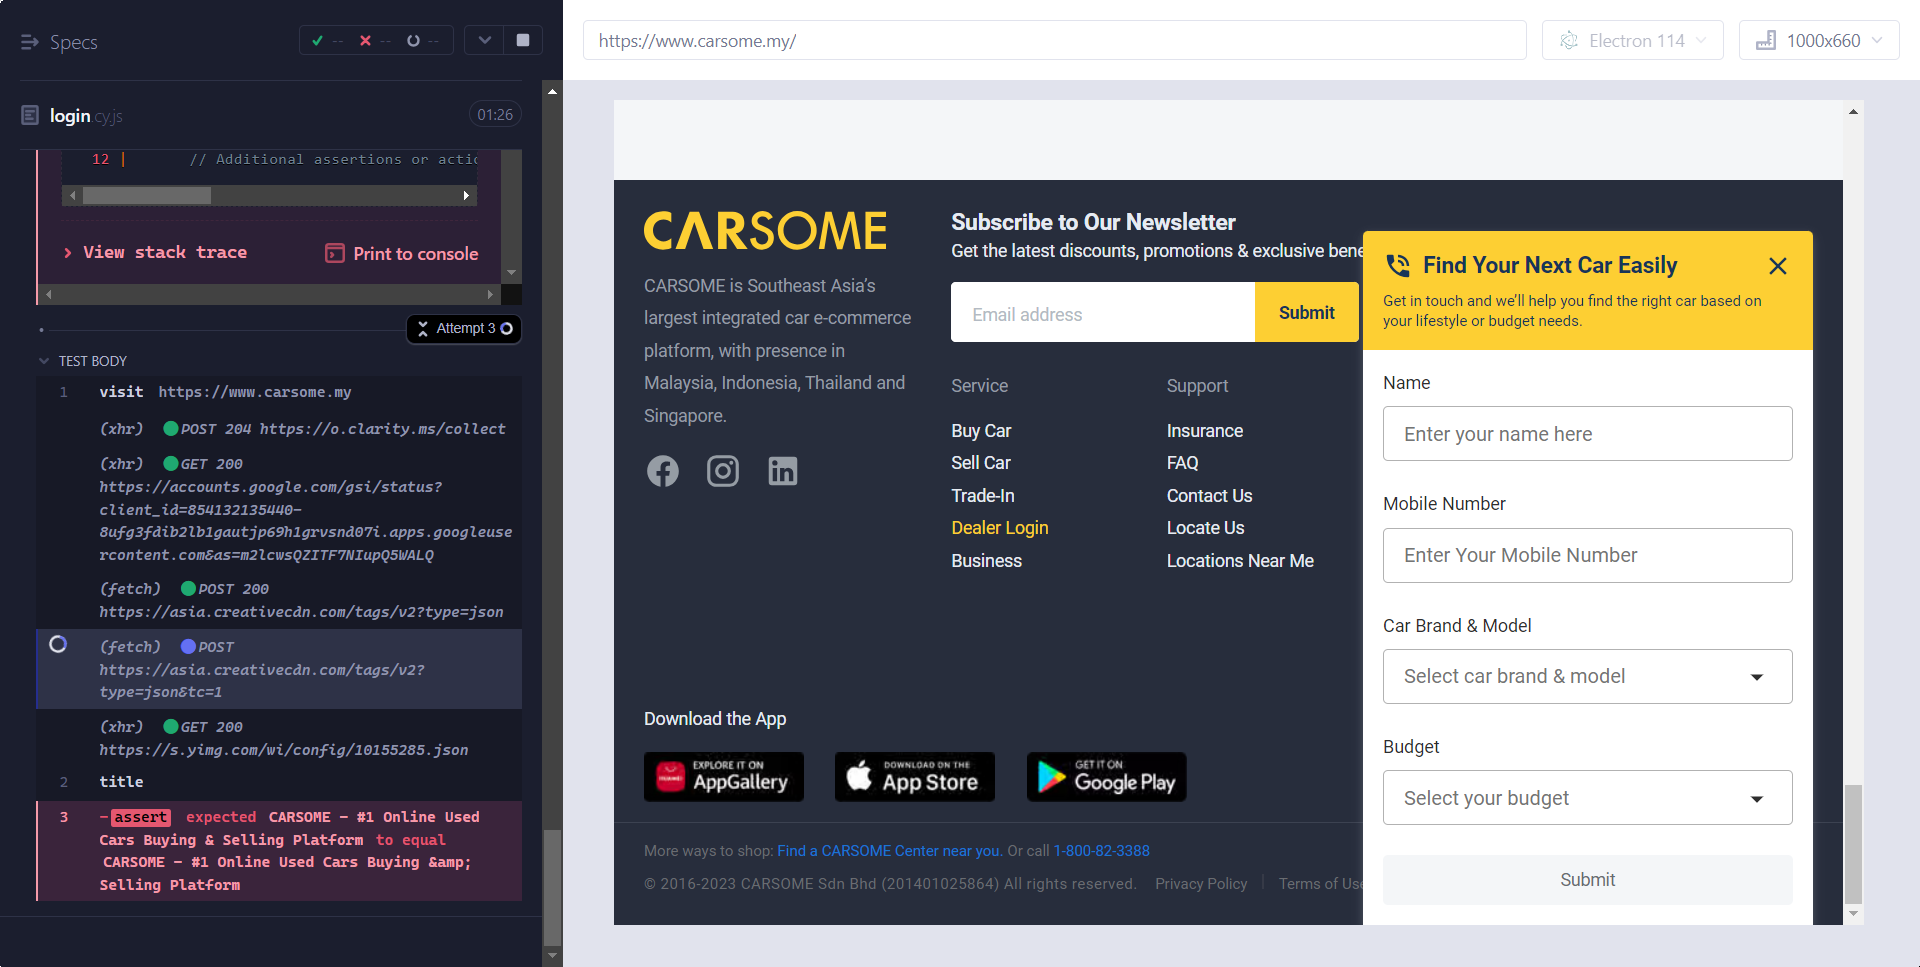 Specs
--
--
--
https://www.carsome.my/
Electron 114
1000x660
login.cy.js
01:26
12 | // Additional assertions or actio
View stack trace
Print to console
Attempt 3
TEST BODY
1 visit https://www.carsome.my
(xhr) POST 204 https://o.clarity.ms/collect
(xhr) GET 200
https://accounts.google.com/gsi/status?
client_id=854132135440-
8ufg3fdib2lb1gautjp69h1grvsnd07i.apps.googleuse
rcontent.com&as=m2lcwsQZITF7NIupQ5WALQ
(fetch) POST 200
https://asia.creativecdn.com/tags/v2?type=json
(fetch) POST
https://asia.creativecdn.com/tags/v2?
type=json&tc=1
(xhr) GET 200
https://s.yimg.com/wi/config/10155285.json
2 title
3 -assert expected CARSOME - #1 Online Used
Cars Buying & Selling Platform to equal
CARSOME - #1 Online Used Cars Buying &amp;
Selling Platform
CARSOME
CARSOME is Southeast Asia’s
largest integrated car e-commerce
platform, with presence in
Malaysia, Indonesia, Thailand and
Singapore.
Subscribe to Our Newsletter
Get the latest discounts, promotions & exclusive bene
Email address
Submit
Service
Buy Car
Sell Car
Trade-In
Dealer Login
Business
Support
Insurance
FAQ
Contact Us
Locate Us
Locations Near Me
Download the App
HUAWEI
EXPLORE IT ON
AppGallery
DOWNLOAD ON THE
App Store
GET IT ON
Google Play
More ways to shop: Find a CARSOME Center near you. Or call 1-800-82-3388
© 2016-2023 CARSOME Sdn Bhd (201401025864) All rights reserved. Privacy Policy | Terms of Use
Find Your Next Car Easily
Get in touch and we’ll help you find the right car based on
your lifestyle or budget needs.
Name
Enter your name here
Mobile Number
Enter Your Mobile Number
Car Brand & Model
Select car brand & model
Budget
Select your budget
Submit